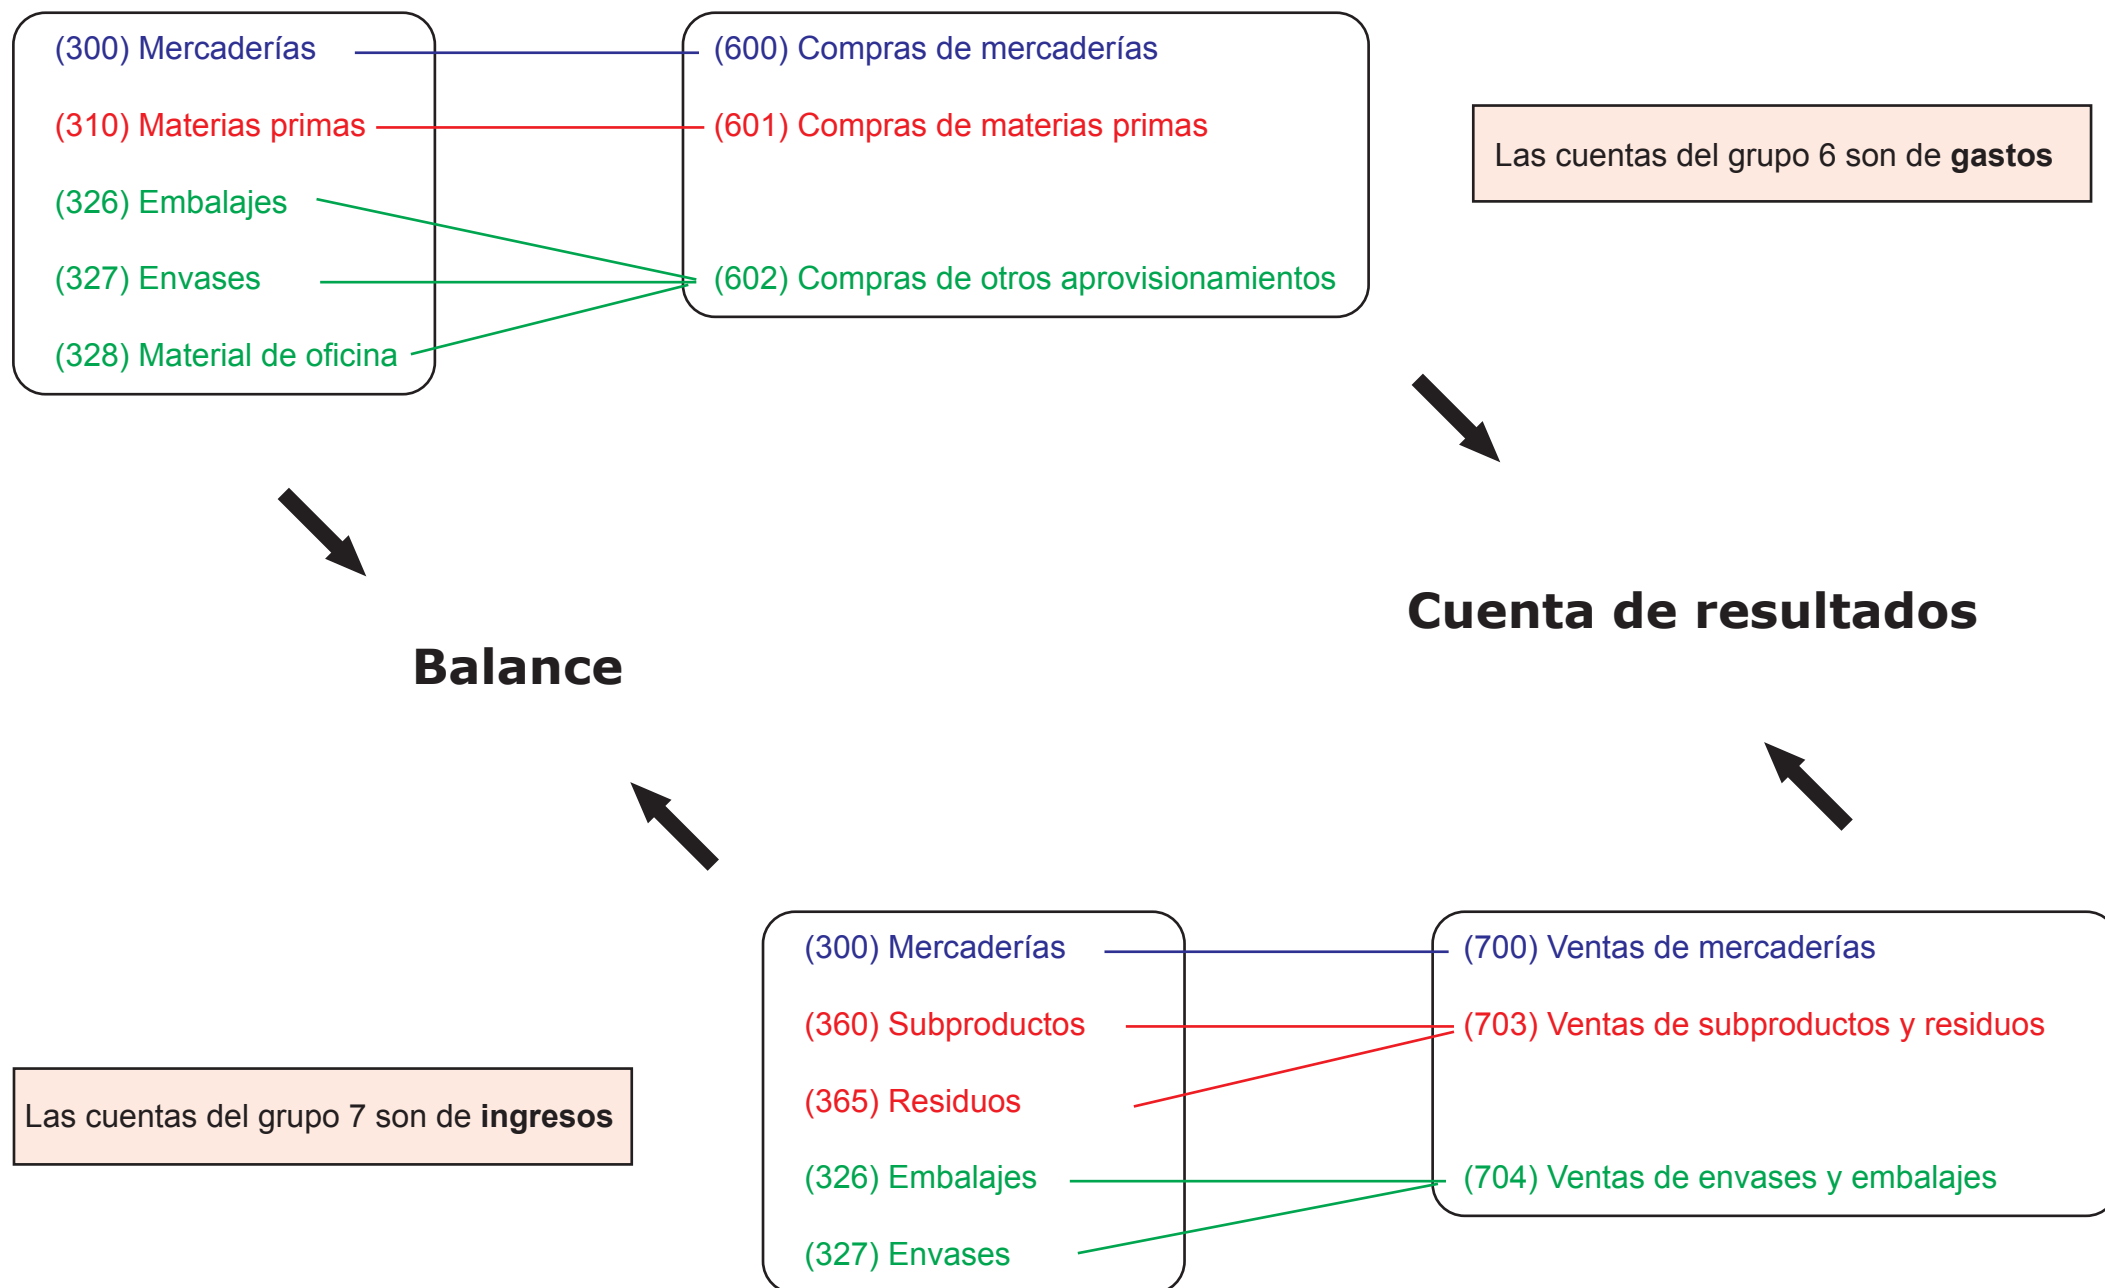 (300) Mercaderías
(310) Materias primas
(326) Embalajes
(327) Envases
(328) Material de oficina
(600) Compras de mercaderías
(601) Compras de materias primas
(602) Compras de otros aprovisionamientos
Las cuentas del grupo 6 son de gastos
Balance
Cuenta de resultados
Las cuentas del grupo 7 son de ingresos
(300) Mercaderías
(360) Subproductos
(365) Residuos
(326) Embalajes
(327) Envases
(700) Ventas de mercaderías
(703) Ventas de subproductos y residuos
(704) Ventas de envases y embalajes